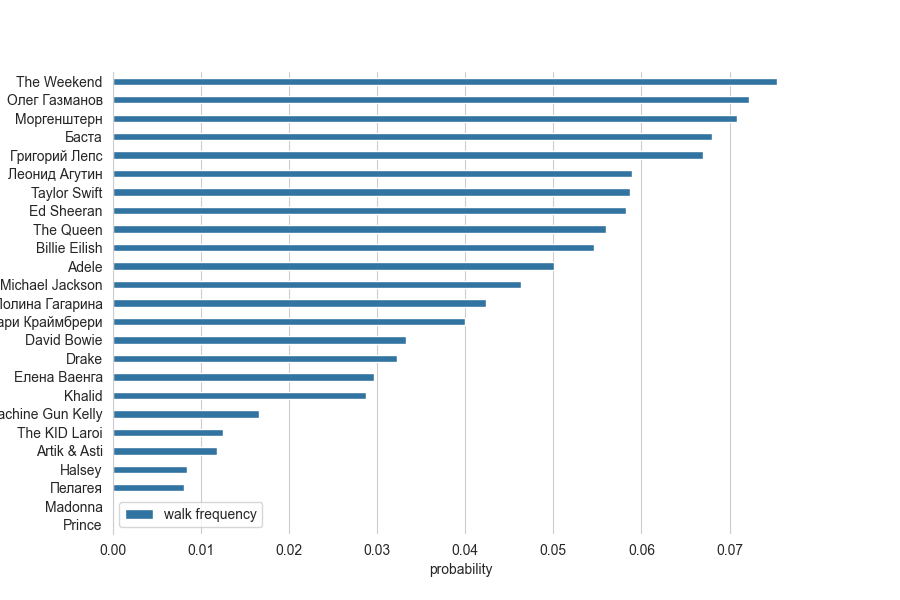 The Weekend
Олег Газманов
Моргенштерн
Баста
Григорий Лепс
Леонид Агутин
Taylor Swift
Ed Sheeran
The Queen
Billie Eilish
Adele
Michael Jackson
Гагарина
Краймбрери
David Bowie
Drake
Елена Ваенга
Khalid
Gun Kelly
The KID Laroi
Artik & Asti
Halsey
Пелагея
Madonna
Prince
walk frequency
0.00 0.01 0.02 0.03 0.04 0.05 0.06 0.07
probability